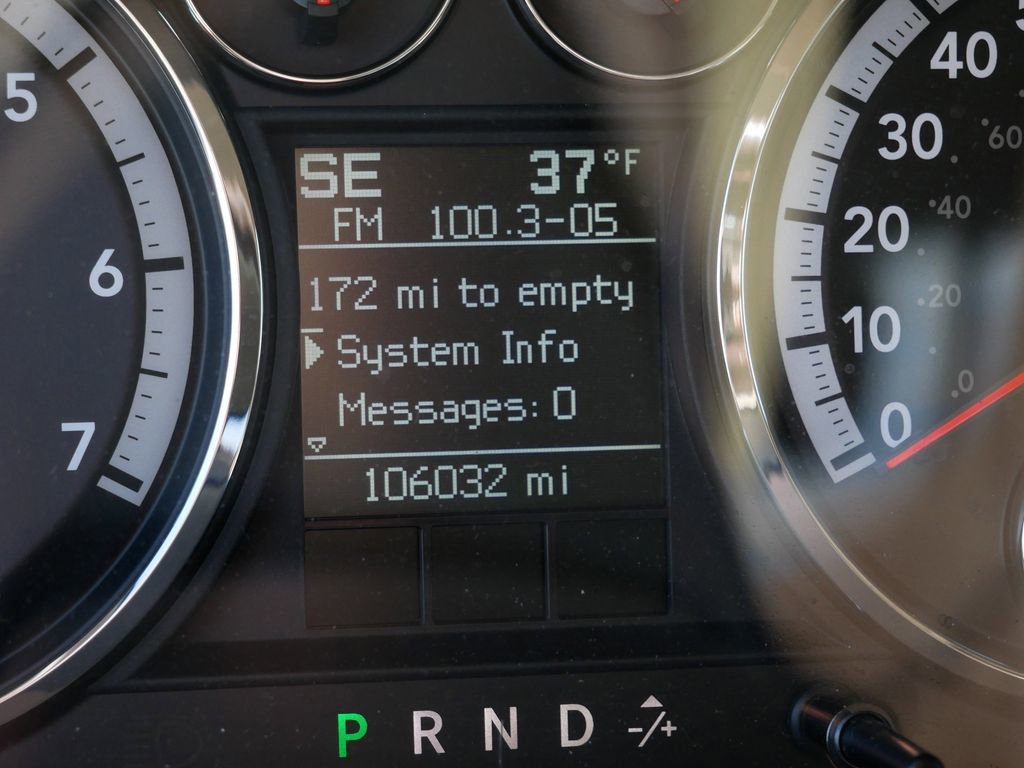 5
6
7
SE 37°F
FM 100.3-05
172 mi to empty
System Info
Messages: 0
106032 mi
P R N D -/+
40
30
20
10
0
60
40
20
0